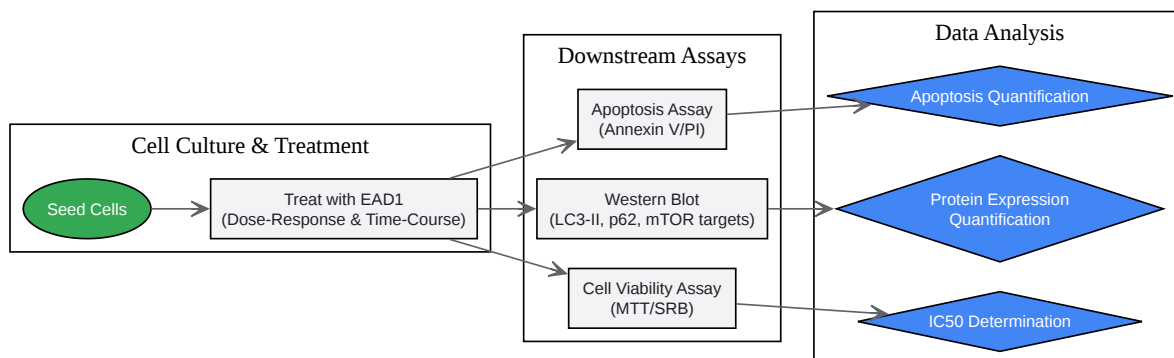 Cell Culture & Treatment
Seed Cells
Treat with EAD1
(Dose-Response & Time-Course)
Downstream Assays
Apoptosis Assay
(Annexin V/PI)
Western Blot
(LC3-II, p62, mTOR targets)
Cell Viability Assay
(MTT/SRB)
Data Analysis
Apoptosis Quantification
Protein Expression
Quantification
IC50 Determination